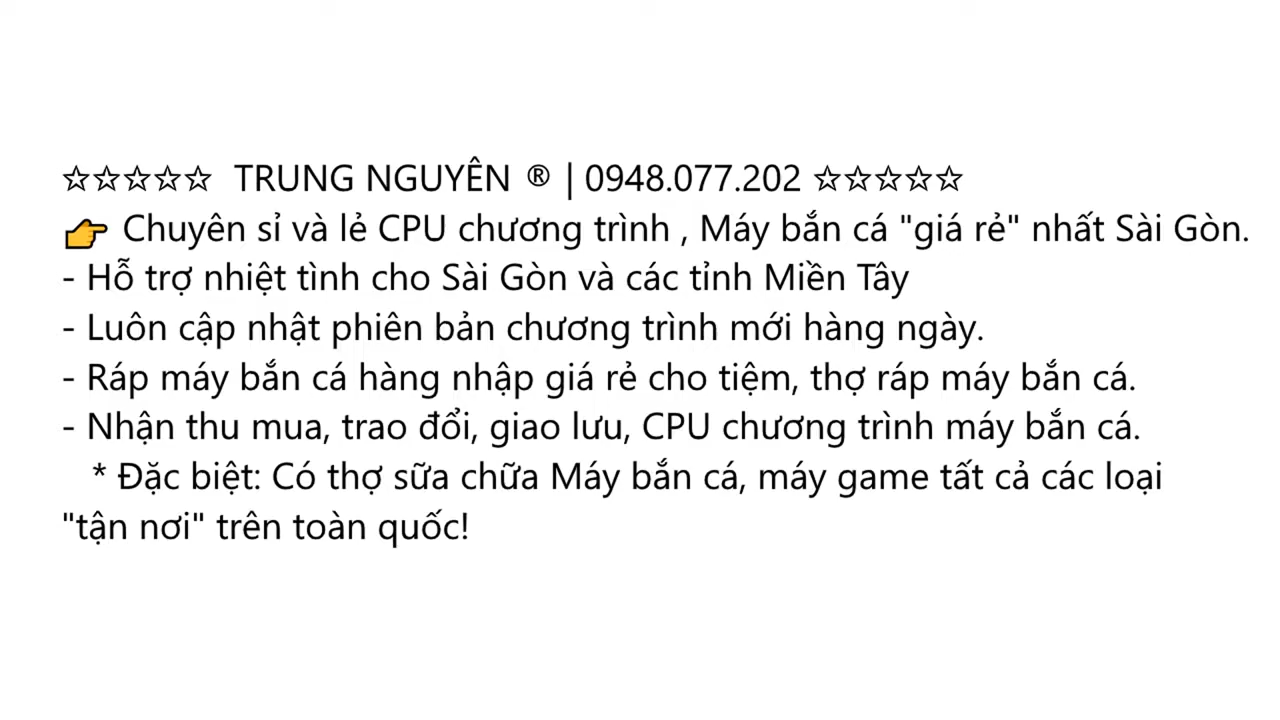 ☆☆☆☆☆ TRUNG NGUYÊN ® | 0948.077.202 ☆☆☆☆☆
👉 Chuyên sỉ và lẻ CPU chương trình , Máy bắn cá "giá rẻ" nhất Sài Gòn.
- Hỗ trợ nhiệt tình cho Sài Gòn và các tỉnh Miền Tây
- Luôn cập nhật phiên bản chương trình mới hàng ngày.
- Ráp máy bắn cá hàng nhập giá rẻ cho tiệm, thợ ráp máy bắn cá.
- Nhận thu mua, trao đổi, giao lưu, CPU chương trình máy bắn cá.
* Đặc biệt: Có thợ sữa chữa Máy bắn cá, máy game tất cả các loại
"tận nơi" trên toàn quốc!